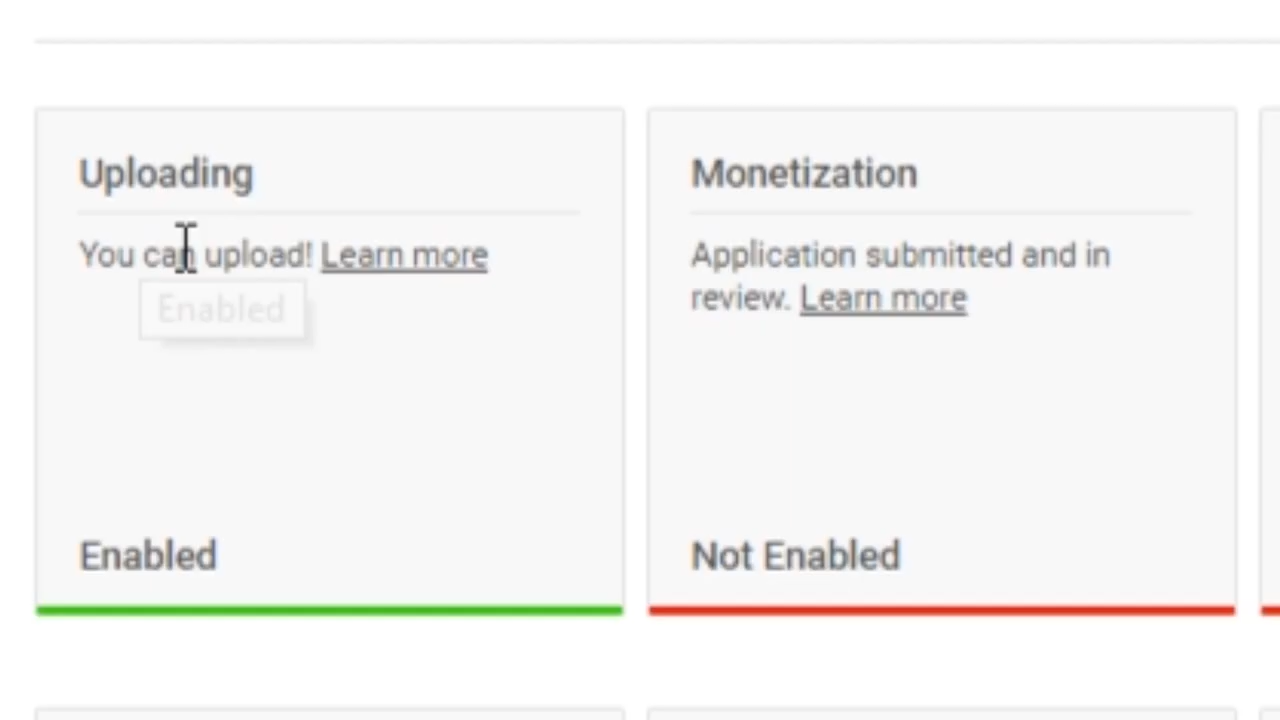 Uploading
You can upload! Learn more
Enabled
Enabled
Monetization
Application submitted and in
review. Learn more
Not Enabled